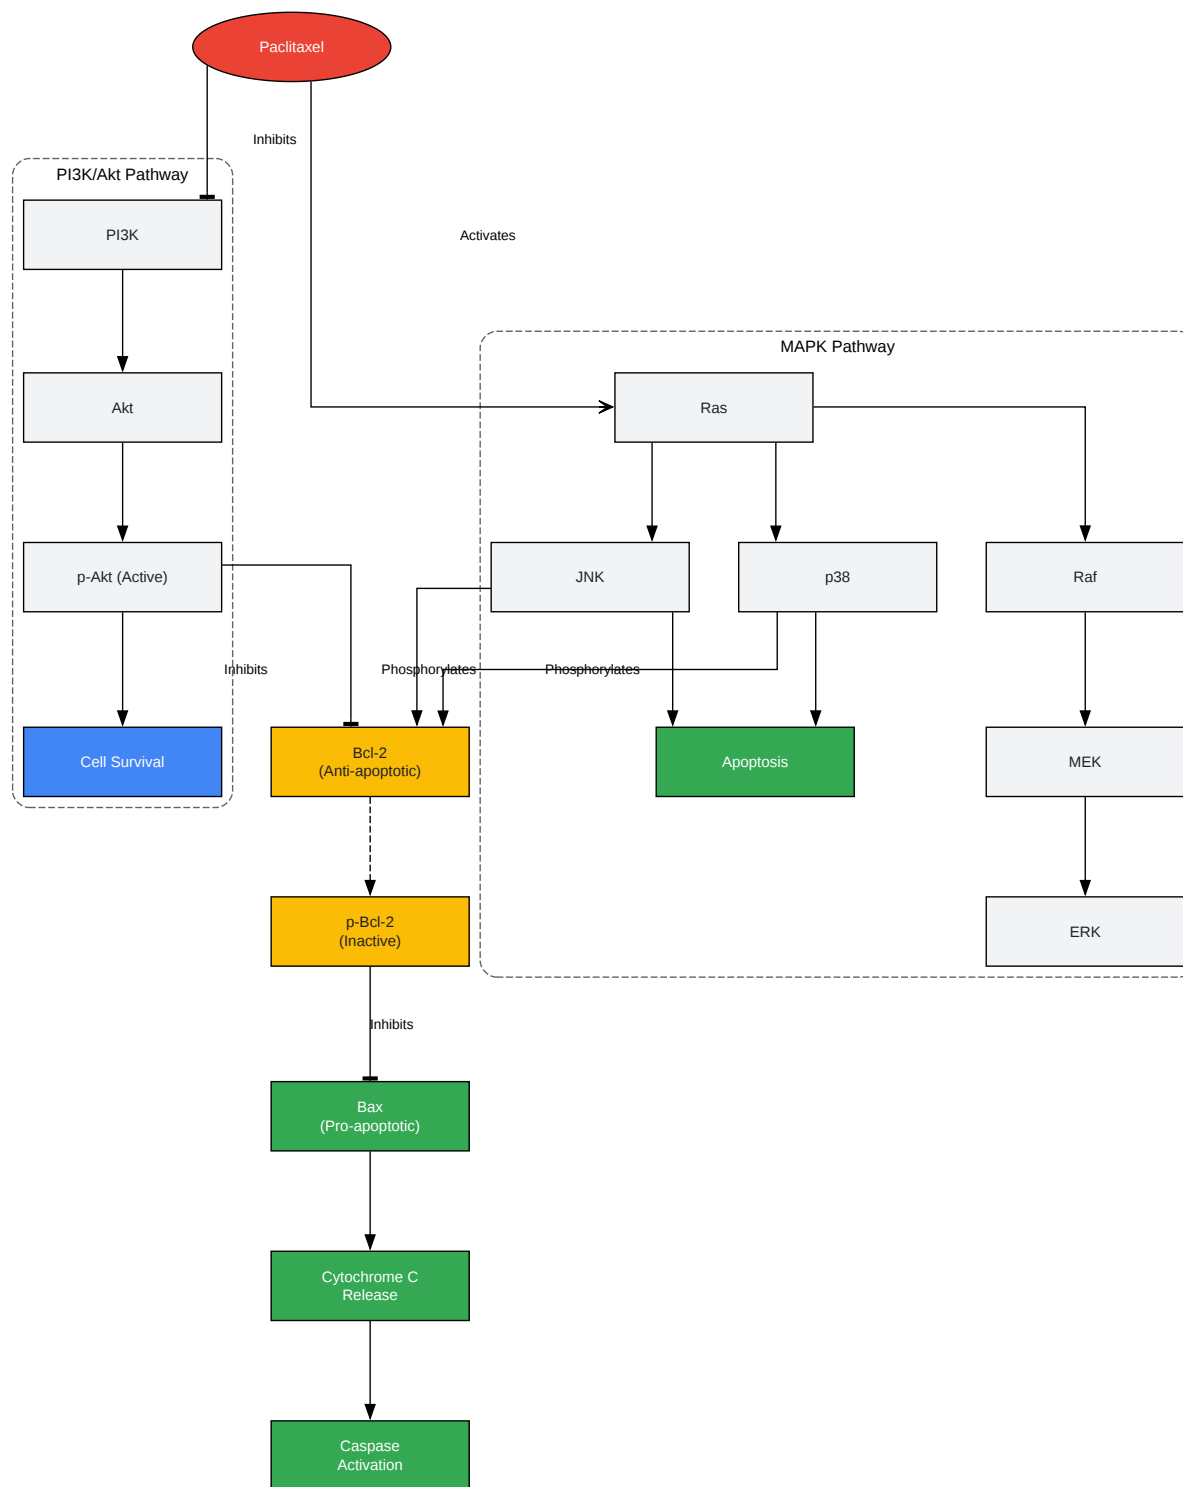 Paclitaxel
Inhibits
PI3K/Akt Pathway
PI3K
Activates
MAPK Pathway
Akt
Ras
p-Akt (Active)
JNK
p38
Raf
Inhibits
Phosphorylates
Phosphorylates
Cell Survival
Bcl-2
(Anti-apoptotic)
Apoptosis
MEK
p-Bcl-2
(Inactive)
ERK
Inhibits
Bax
(Pro-apoptotic)
Cytochrome C
Release
Caspase
Activation